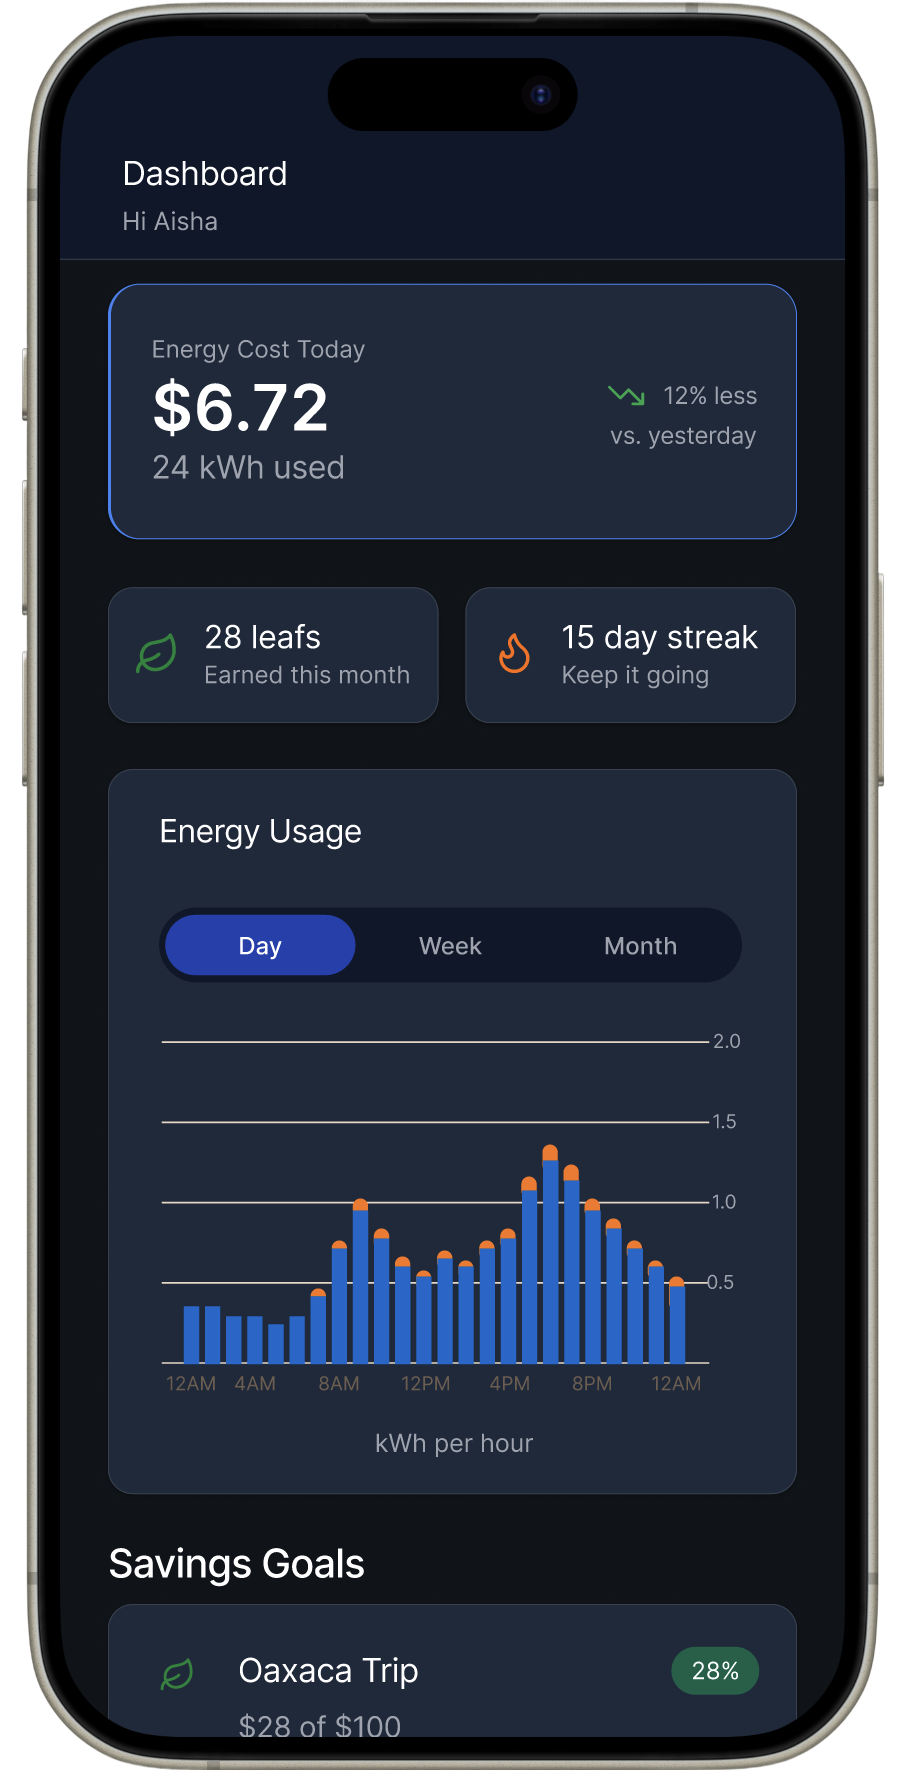 Dashboard
Hi Aisha
Energy Cost Today
$6.72
24 kWh used
12% less
vs. yesterday
28 leafs
Earned this month
15 day streak
Keep it going
Energy Usage
Day Week Month
2.0
1.5
1.0
0.5
12AM 4AM 8AM 12PM 4PM 8PM 12AM
kWh per hour
Savings Goals
Oaxaca Trip
28%
$28 of $100